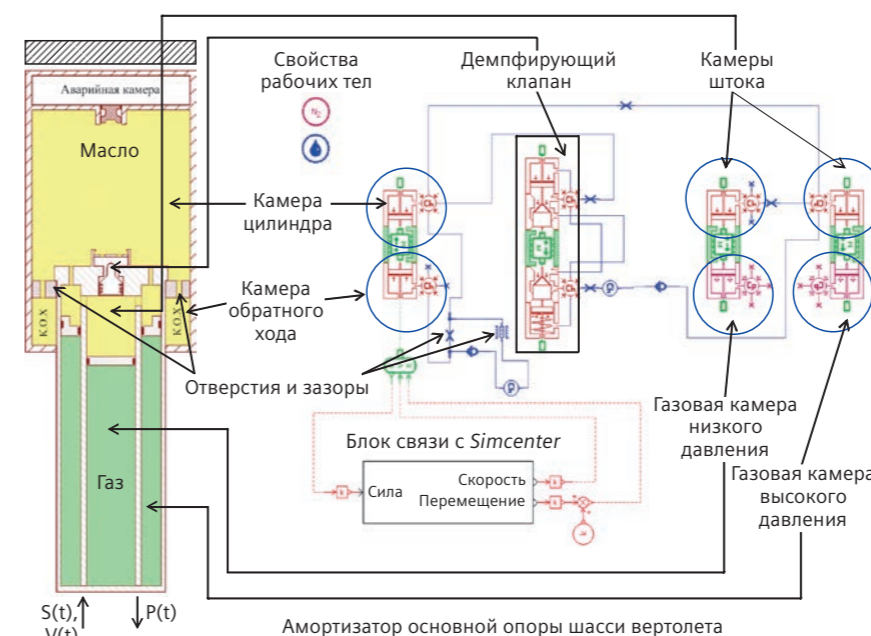 Свойства
рабочих тел
Демпфирующий
клапан
Камеры
штока
Аварийная камера
N₂
Масло
Камера
цилиндра
Камера
обратного
хода
К.О.Х
К.О.Х
Отверстия и зазоры
Газовая камера
низкого
давления
Газовая камера
высокого
давления
Блок связи с Simcenter
Газ
Сила
Скорость
Перемещение
S(t),
V(t)
P(t)
Амортизатор основной опоры шасси вертолета